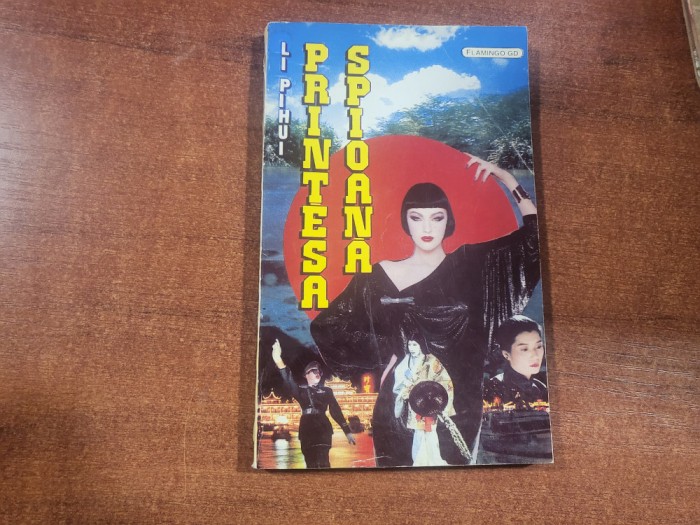 LI PIHUI
PRINTESA
SPIOANA
FLAMINGO GD